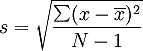 s = √(∑(x − x̅)² / (N − 1))